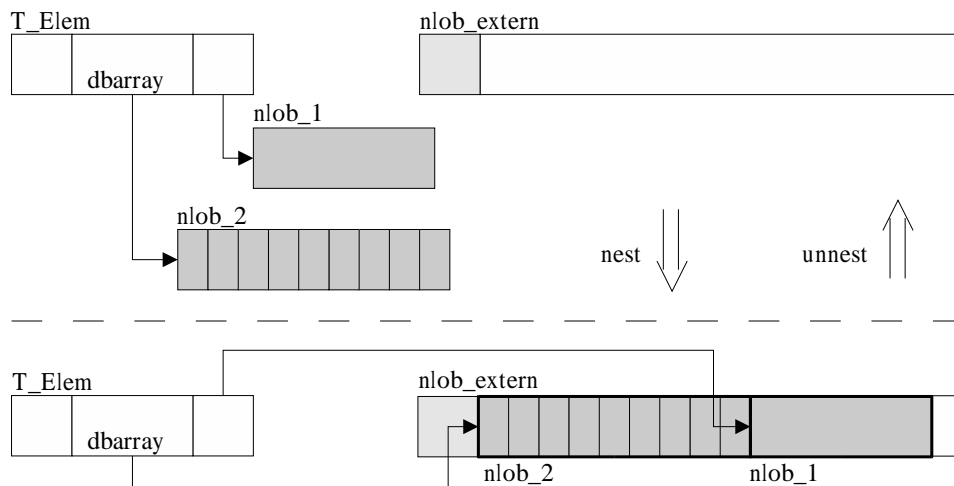 T_Elem
nlob_extern
dbarray
nlob_1
nlob_2
nest
unnest
T_Elem
nlob_extern
dbarray
nlob_2
nlob_1